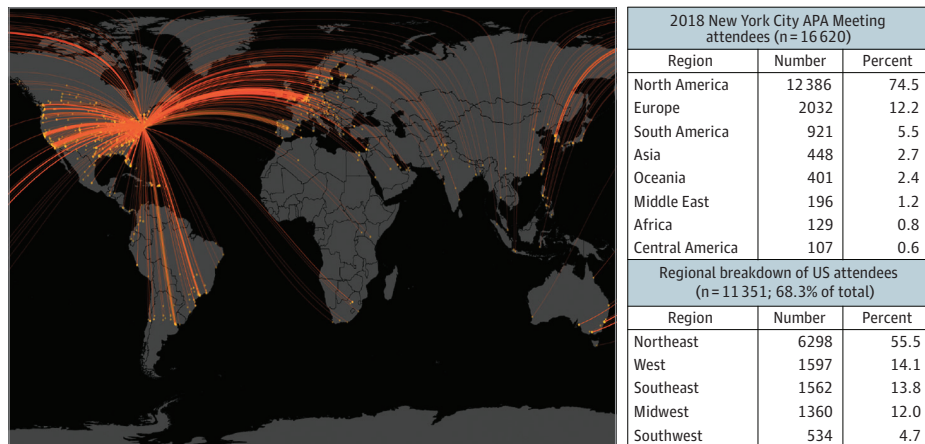 2018 New York City APA Meeting
attendees (n = 16 620)
Region Number Percent
North America 12 386 74.5
Europe 2032 12.2
South America 921 5.5
Asia 448 2.7
Oceania 401 2.4
Middle East 196 1.2
Africa 129 0.8
Central America 107 0.6
Regional breakdown of US attendees
(n = 11 351; 68.3% of total)
Region Number Percent
Northeast 6298 55.5
West 1597 14.1
Southeast 1562 13.8
Midwest 1360 12.0
Southwest 534 4.7